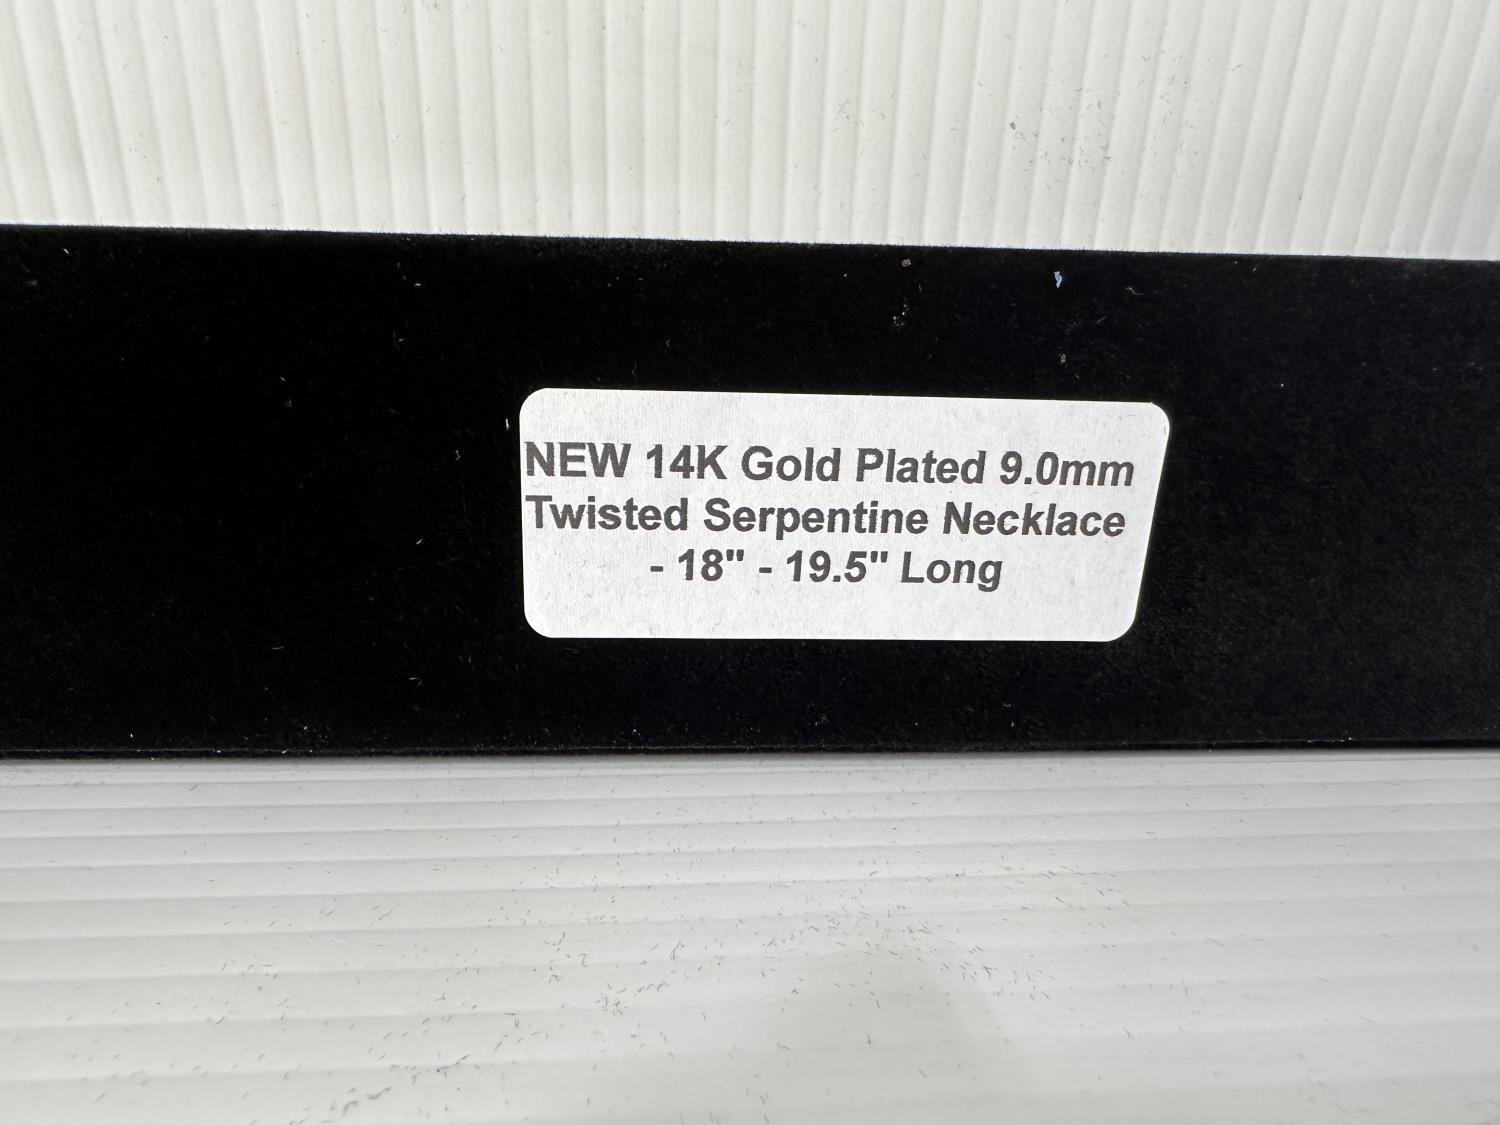 NEW 14K Gold Plated 9.0mm
Twisted Serpentine Necklace
- 18" - 19.5" Long